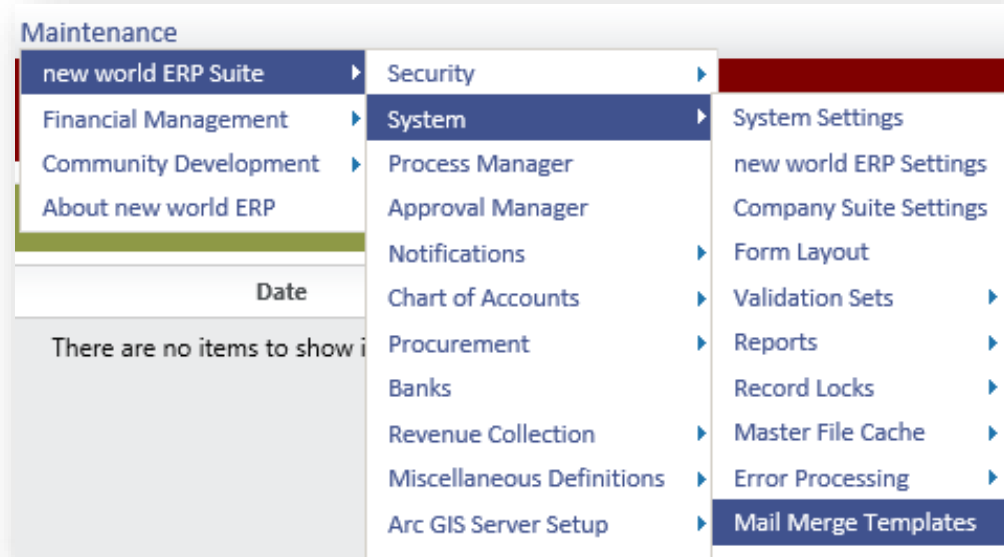 Maintenance
new world ERP Suite
Financial Management
Community Development
About new world ERP
Date
There are no items to show i
Security
System
Process Manager
Approval Manager
Notifications
Chart of Accounts
Procurement
Banks
Revenue Collection
Miscellaneous Definitions
Arc GIS Server Setup
System Settings
new world ERP Settings
Company Suite Settings
Form Layout
Validation Sets
Reports
Record Locks
Master File Cache
Error Processing
Mail Merge Templates